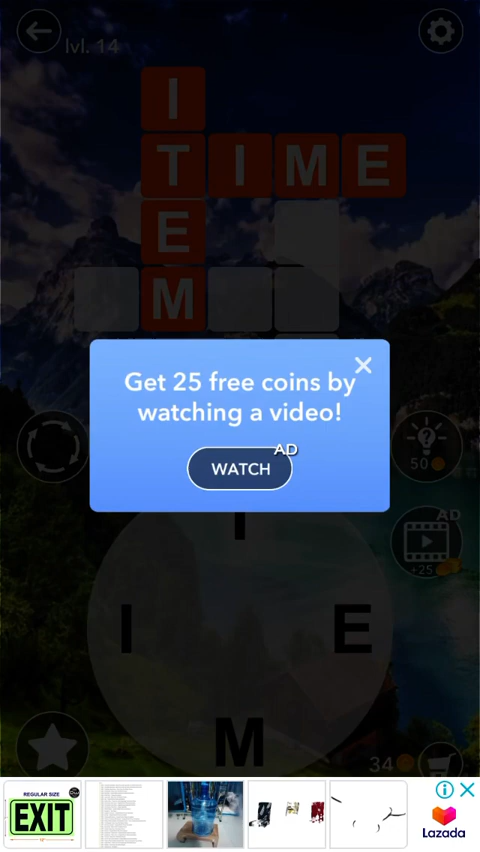 lvl. 14
I
TIME
E
M
Get 25 free coins by
watching a video!
AD
WATCH
50
AD
+25
I
E
M
34
REGULAR SIZE
EXIT
Lazada